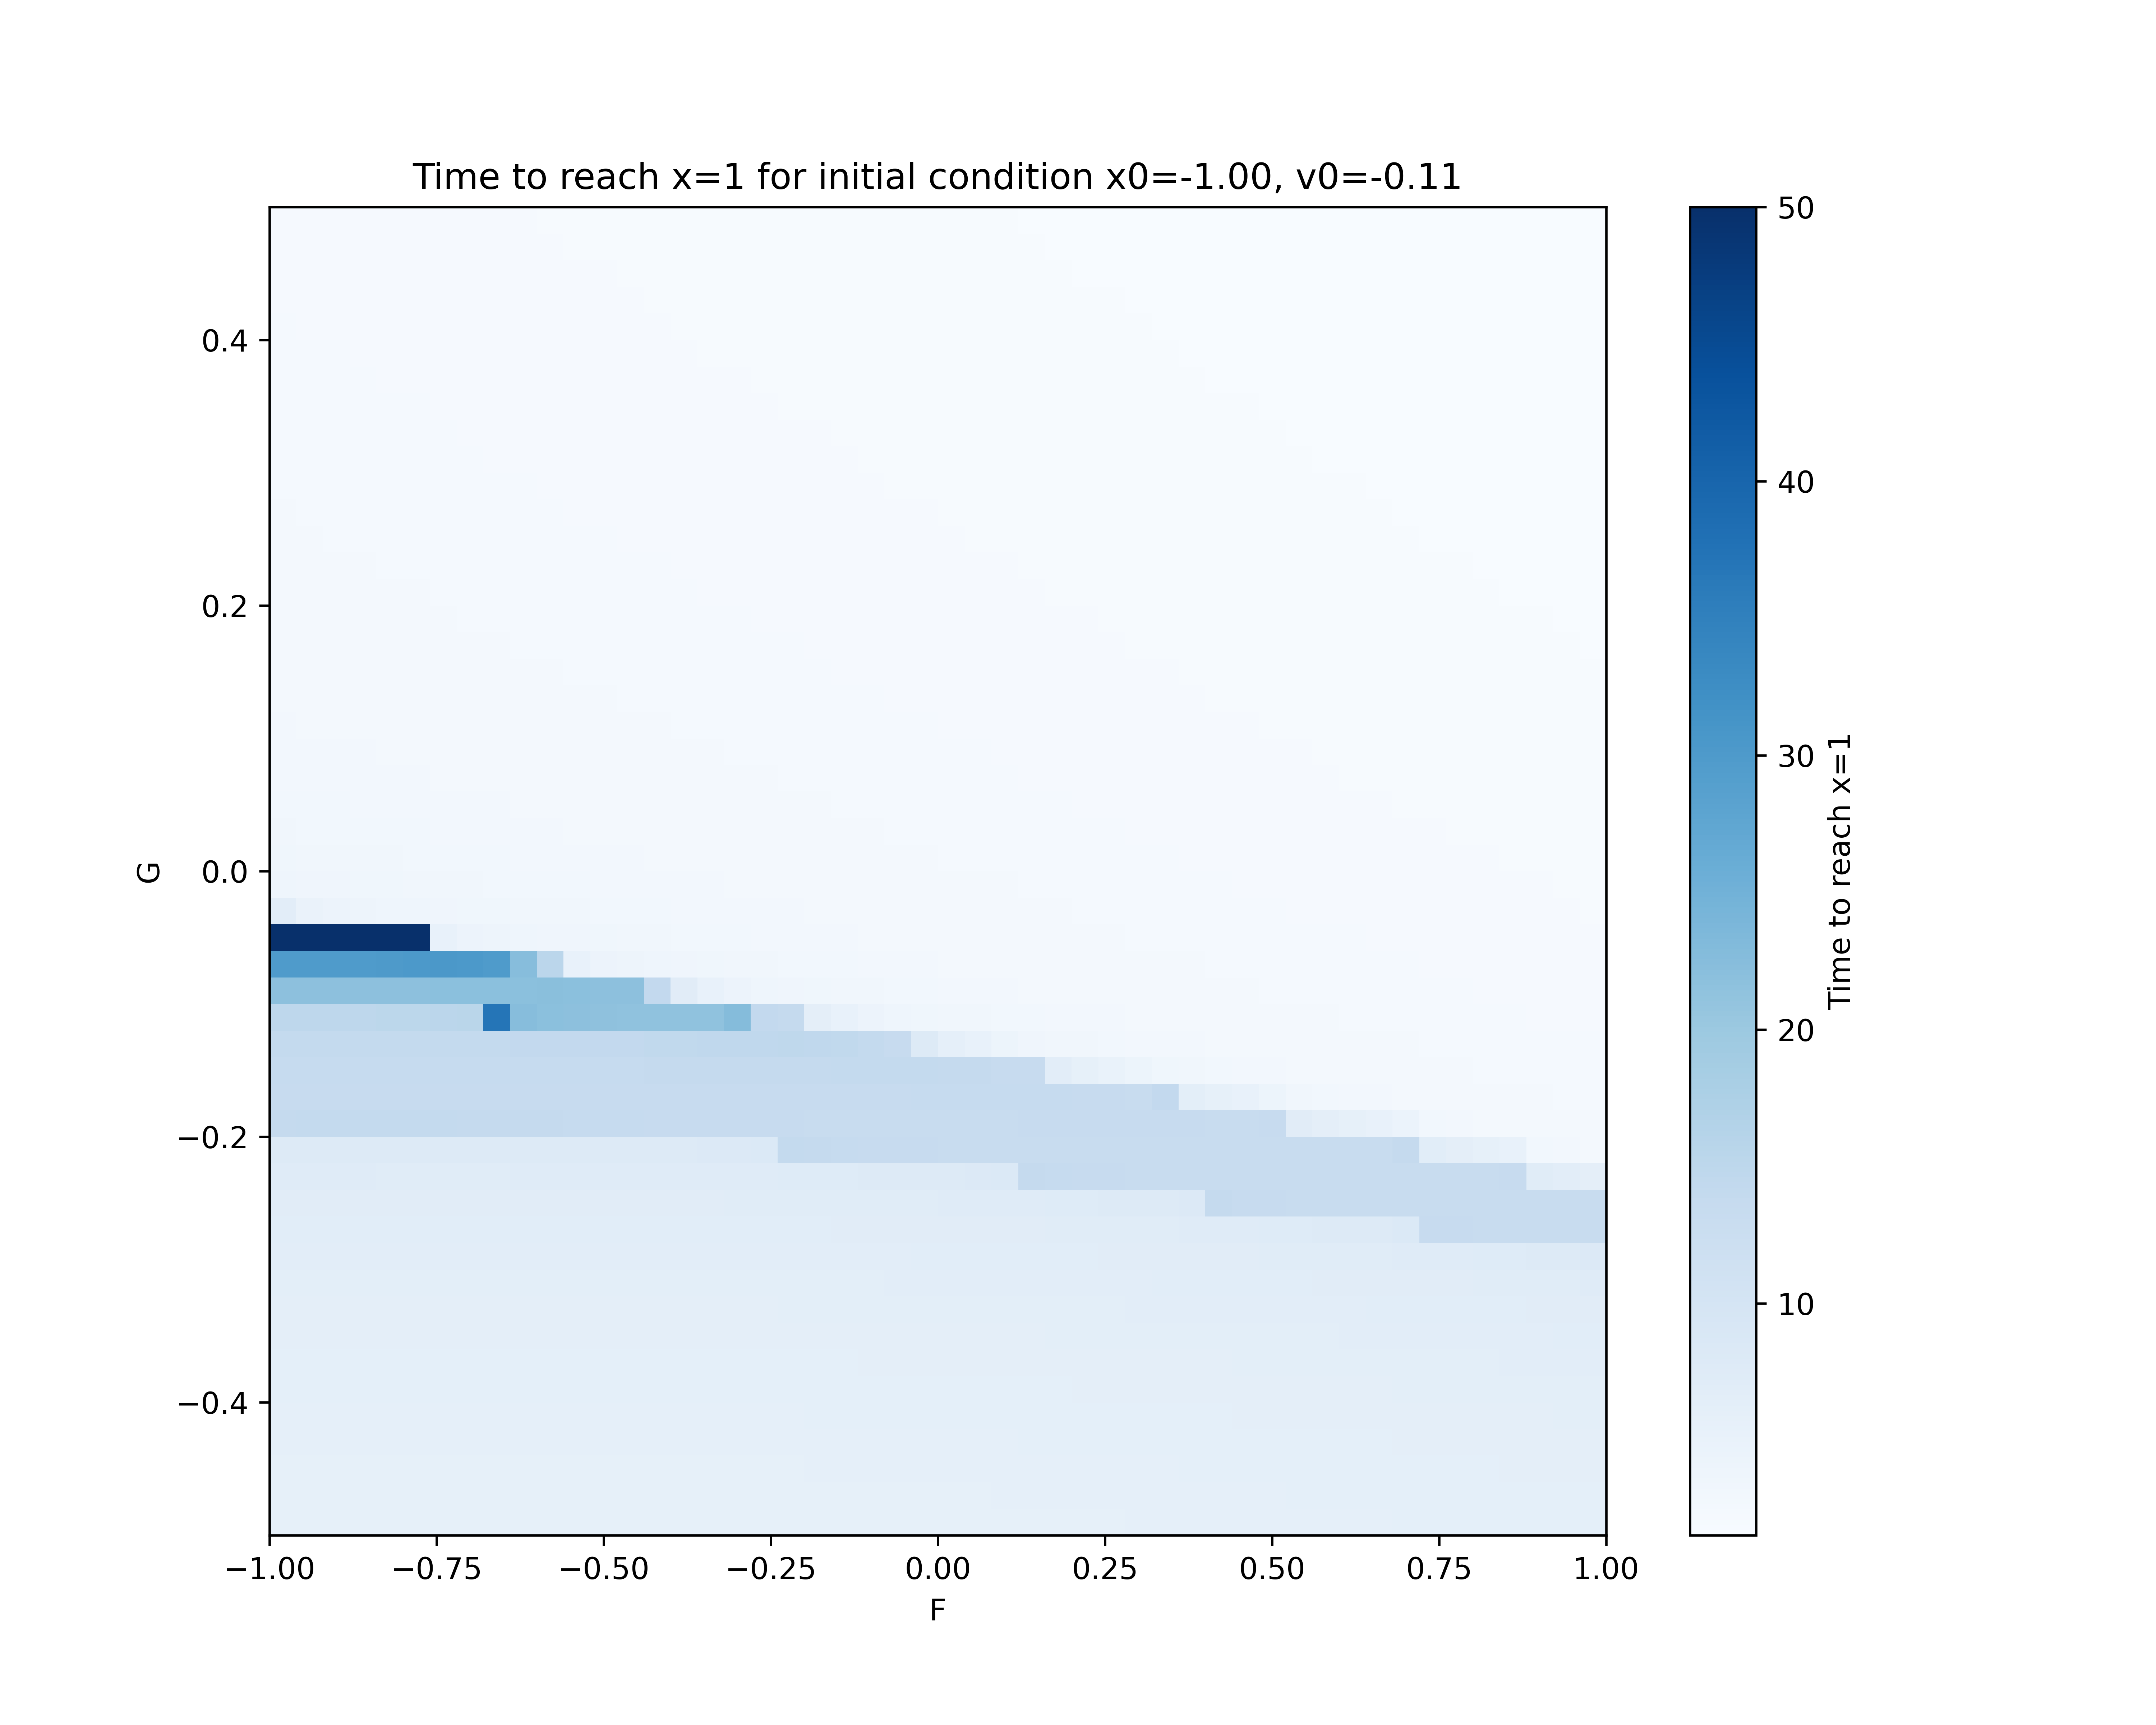 Time to reach x=1 for initial condition x0=-1.00, v0=-0.11
G
0.4
0.2
0.0
−0.2
−0.4
−1.00 −0.75 −0.50 −0.25 0.00 0.25 0.50 0.75 1.00
F
50
40
30
20
10
Time to reach x=1